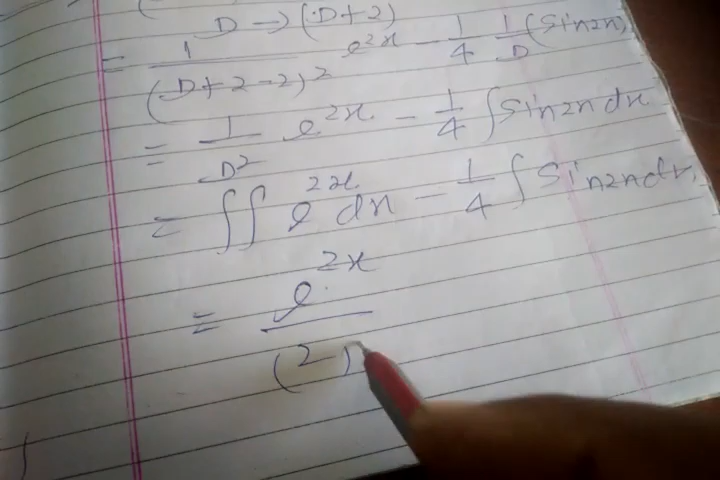 D → (D+2)
= 1/(D+2-2)² e^2x - 1/4 1/D (Sin2x)
= 1/D² e^2x - 1/4 ∫Sin2x dx
= ∫∫ e^2x dx - 1/4 ∫ Sin2x dx
= e^2x/(2)